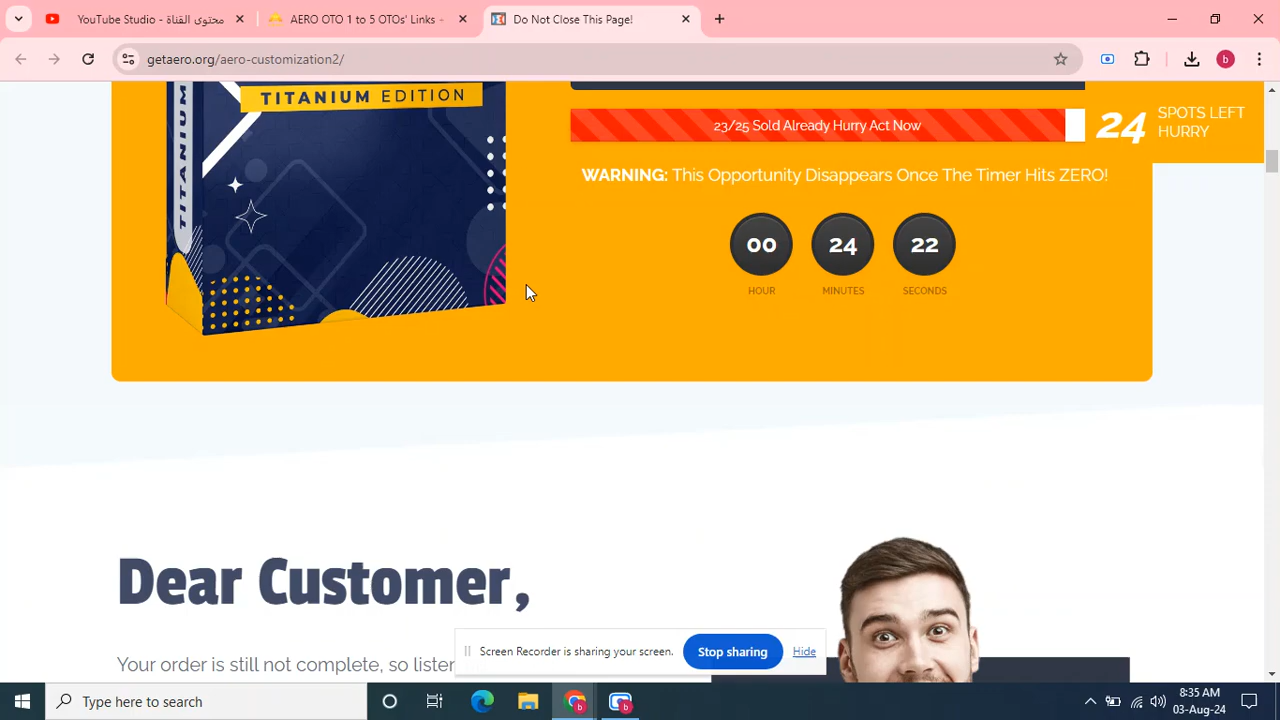 YouTube Studio - محتوى القناة
AERO OTO 1 to 5 OTOs' Links -
Do Not Close This Page!
getaero.org/aero-customization2/
b
TITANIUM EDITION
TITANIUM
23/25 Sold Already Hurry Act Now
24 SPOTS LEFT
HURRY
WARNING: This Opportunity Disappears Once The Timer Hits ZERO!
00 24 22
HOUR MINUTES SECONDS
Dear Customer,
Your order is still not complete, so listen
Screen Recorder is sharing your screen.
Stop sharing
Hide
Type here to search
8:35 AM
03-Aug-24